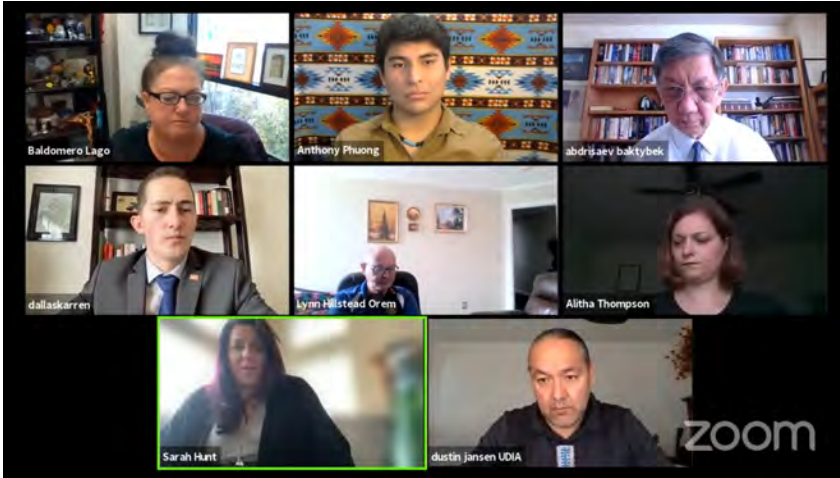 Baldomero Lago
Anthony Phuong
abdrisaev baktybek
dallaskarren
Lynn Hilstead Orem
Alitha Thompson
Sarah Hunt
dustin jansen UDIA
zoom